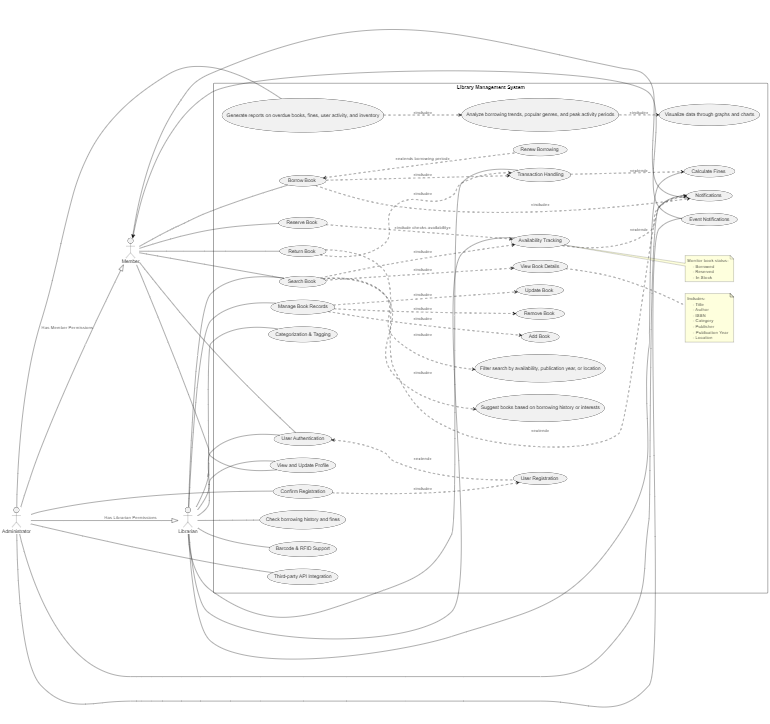 Library Management System
Generate reports on overdue books, fines, user activity, and inventory
«include»
Analyze borrowing trends, popular genres, and peak activity periods
«include»
Visualize data through graphs and charts
Renew Borrowing
«extend» borrowing periods
Borrow Book
«include»
Transaction Handling
Calculate Fines
«include»
Notifications
«include»
Reserve Book
Event Notifications
Availability Tracking
Member
Return Book
«include»
View Book Details
Monitor book status:
- Borrowed
- Reserved
- In Stock
Search Book
«include»
Update Book
Includes:
- Title
- Author
- ISBN
- Category
- Publisher
- Publication Year
- Location
Manage Book Records
«include»
Remove Book
«include»
Has Member Permissions
Categorization & Tagging
«include»
Add Book
Filter search by availability, publication year, or location
«include»
Suggest books based on borrowing history or interests
«include»
User Authentication
«extend»
«extend»
View and Update Profile
User Registration
Confirm Registration
«include»
Administrator
Has Librarian Permissions
Librarian
Check borrowing history and fines
Barcode & RFID Support
Third-party API Integration